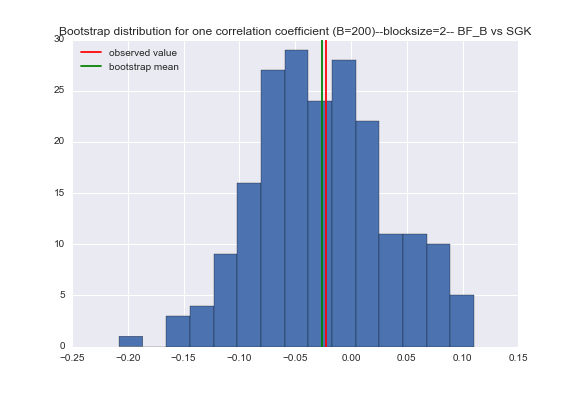 Bootstrap distribution for one correlation coefficient (B=200)--blocksize=2-- BF_B vs SGK
observed value
bootstrap mean
30
25
20
15
10
5
0
−0.25 −0.20 −0.15 −0.10 −0.05 0.00 0.05 0.10 0.15